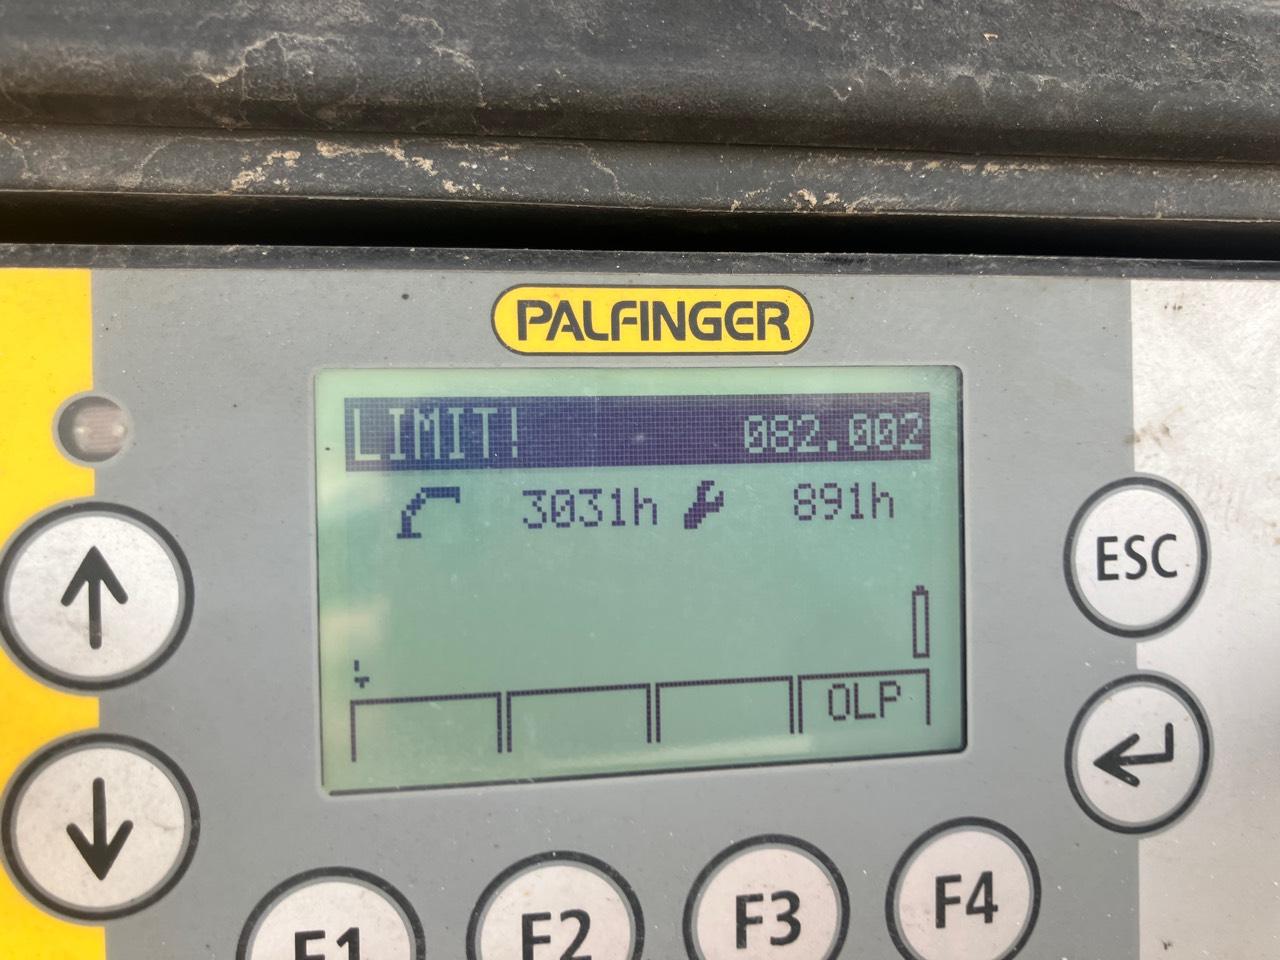 PALFINGER
LIMIT! 082.002
3031h 891h
OLP
ESC
F1 F2 F3 F4